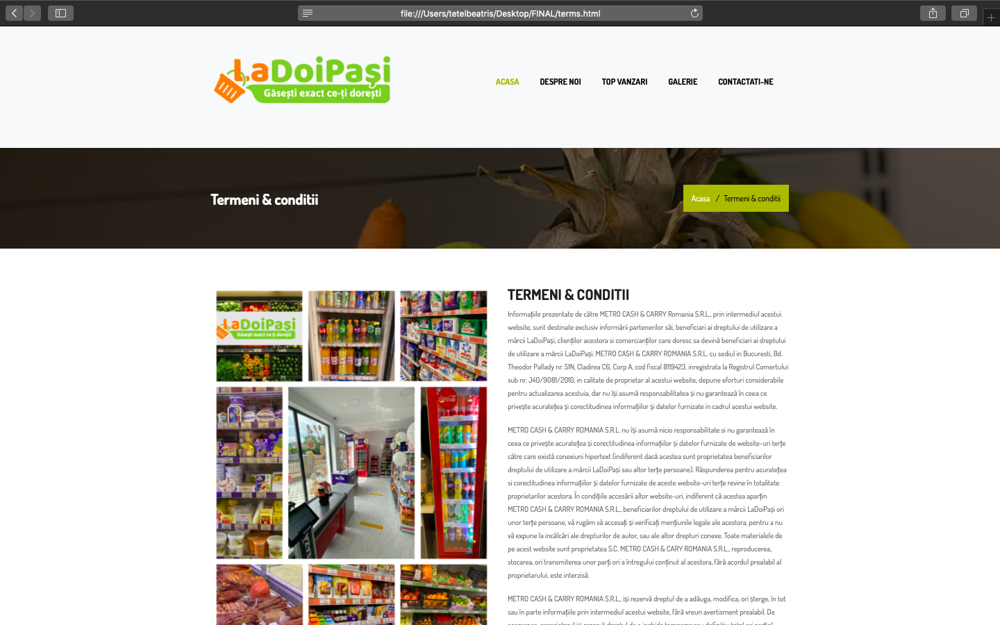 file:///Users/tetelbeatris/Desktop/FINAL/terms.html
LaDoiPași
Găsești exact ce-ți dorești
ACASA DESPRE NOI TOP VANZARI GALERIE CONTACTATI-NE
Termeni & conditii
Acasa / Termeni & conditii
TERMENI & CONDITII
Informațiile prezentate de către METRO CASH & CARRY Romania S.R.L., prin intermediul acestui
website, sunt destinate exclusiv informării partenerilor săi, beneficiari ai dreptului de utilizare a
mărcii LaDoiPași, clienților acestora si comercianților care doresc sa devină beneficiari ai dreptului
de utilizare a mărcii LaDoiPași. METRO CASH & CARRY ROMANIA S.R.L. cu sediul in Bucuresti, Bd.
Theodor Pallady nr. 51N, Cladirea C6, Corp A, cod fiscal 8119423, inregistrata la Registrul Comertului
sub nr. J40/9081/2010, in calitate de proprietar al acestui website, depune eforturi considerabile
pentru actualizarea acestuia, dar nu își asumă responsabilitatea și nu garantează în ceea ce
privește acuratețea și corectitudinea informațiilor și datelor furnizate in cadrul acestui website.
METRO CASH & CARRY ROMANIA S.R.L. nu își asumă nicio responsabilitate si nu garantează în
ceea ce privește acuratețea și corectitudinea informațiilor și datelor furnizate de website-uri terțe
către care există conexiuni hipertext (indiferent dacă acestea sunt proprietatea beneficiarilor
dreptului de utilizare a mărcii LaDoiPași sau altor terțe persoane). Răspunderea pentru acuratețea
si corectitudinea informațiilor și datelor furnizate de aceste website-uri terțe revine în totalitate
proprietarilor acestora. În condițiile accesării altor website-uri, indiferent că acestea aparțin
METRO CASH & CARRY ROMANIA S.R.L., beneficiarilor dreptului de utilizare a mărcii LaDoiPași ori
unor terțe persoane, vă rugăm să accesați și verificați mențiunile legale ale acestora, pentru a nu
vă expune la incălcări ale drepturilor de autor, sau ale altor drepturi conexe. Toate materialele de
pe acest website sunt proprietatea S.C. METRO CASH & CARY ROMANIA S.R.L., reproducerea,
stocarea, ori transmiterea unor parți ori a întregului conținut al acestora, fără acordul prealabil al
proprietarului, este interzisă.
METRO CASH & CARRY ROMANIA S.R.L., iși rezervă dreptul de a adăuga, modifica, ori șterge, în tot
sau în parte informațiile prin intermediul acestui website, fără vreun avertisment prealabil. De
LaDoiPași
Găsești exact ce-ți dorești
Coca-Cola